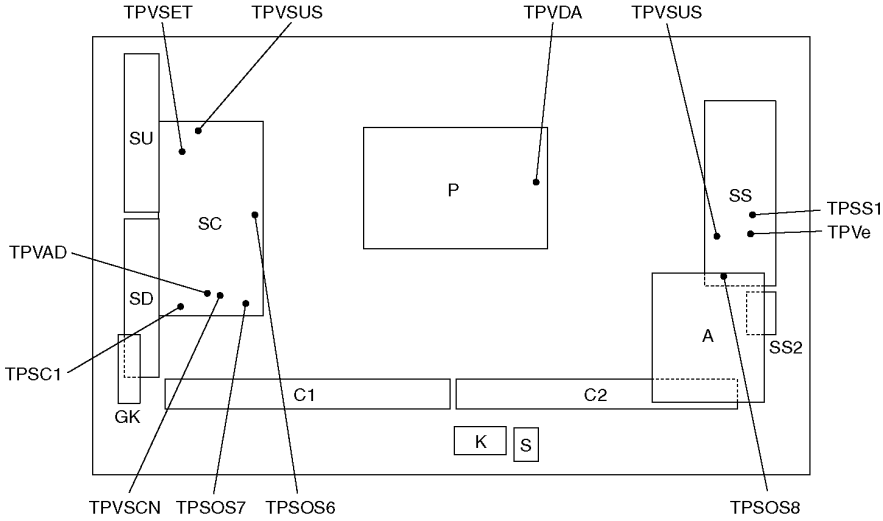 TPVSET TPVSUS TPVDA TPVSUS
SU
SC
P
SS
TPSS1
TPVe
TPVAD
SD
A
SS2
TPSC1
GK
C1
C2
K
S
TPVSCN TPSOS7 TPSOS6 TPSOS8